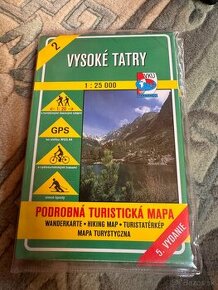 2
VYSOKÉ TATRY
1 : 25 000
GPS
PODROBNÁ TURISTICKÁ MAPA
WANDERKARTE • HIKING MAP • TURISTATÉRKÉP
MAPA TURYSTYCZNA
5. VYDANIE